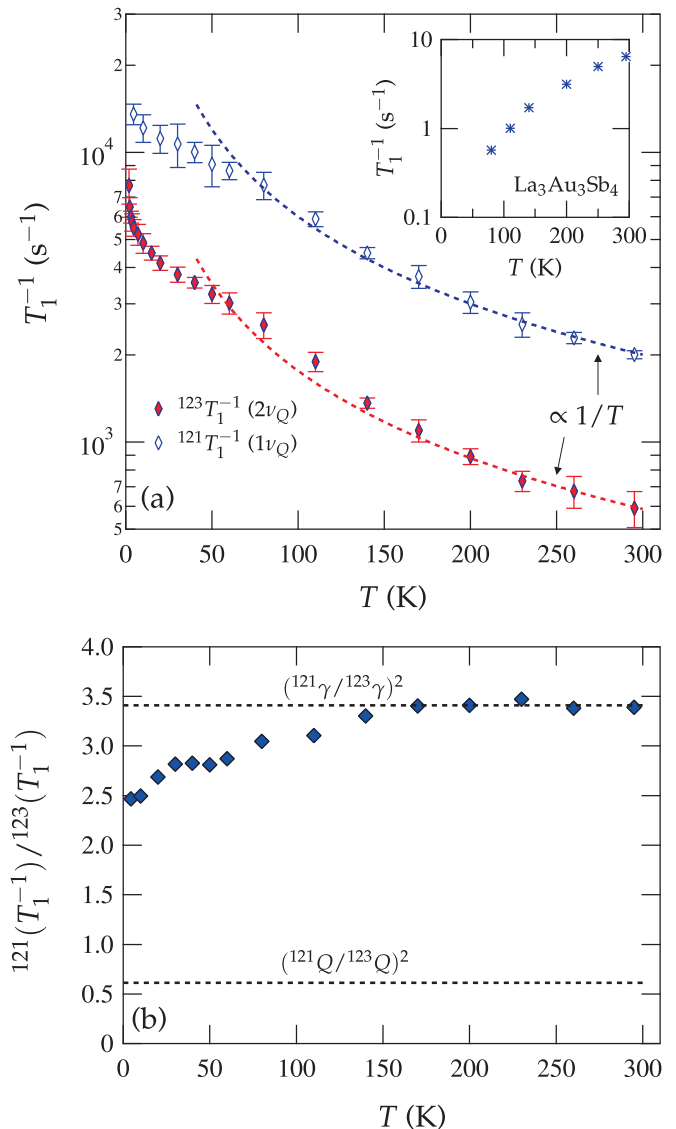 3
2
10⁴
7
6
5
4
3
2
10³
7
6
5
T₁⁻¹ (s⁻¹)
10
1
0.1
T₁⁻¹ (s⁻¹)
La₃Au₃Sb₄
0 100 200 300
T (K)
¹²³T₁⁻¹ (2νQ)
¹²¹T₁⁻¹ (1νQ)
∝ 1/T
(a)
0 50 100 150 200 250 300
T (K)
4.0
3.5
3.0
2.5
2.0
1.5
1.0
0.5
0
¹²¹(T₁⁻¹)/¹²³(T₁⁻¹)
(¹²¹γ/¹²³γ)²
(¹²¹Q/¹²³Q)²
(b)
0 50 100 150 200 250 300
T (K)